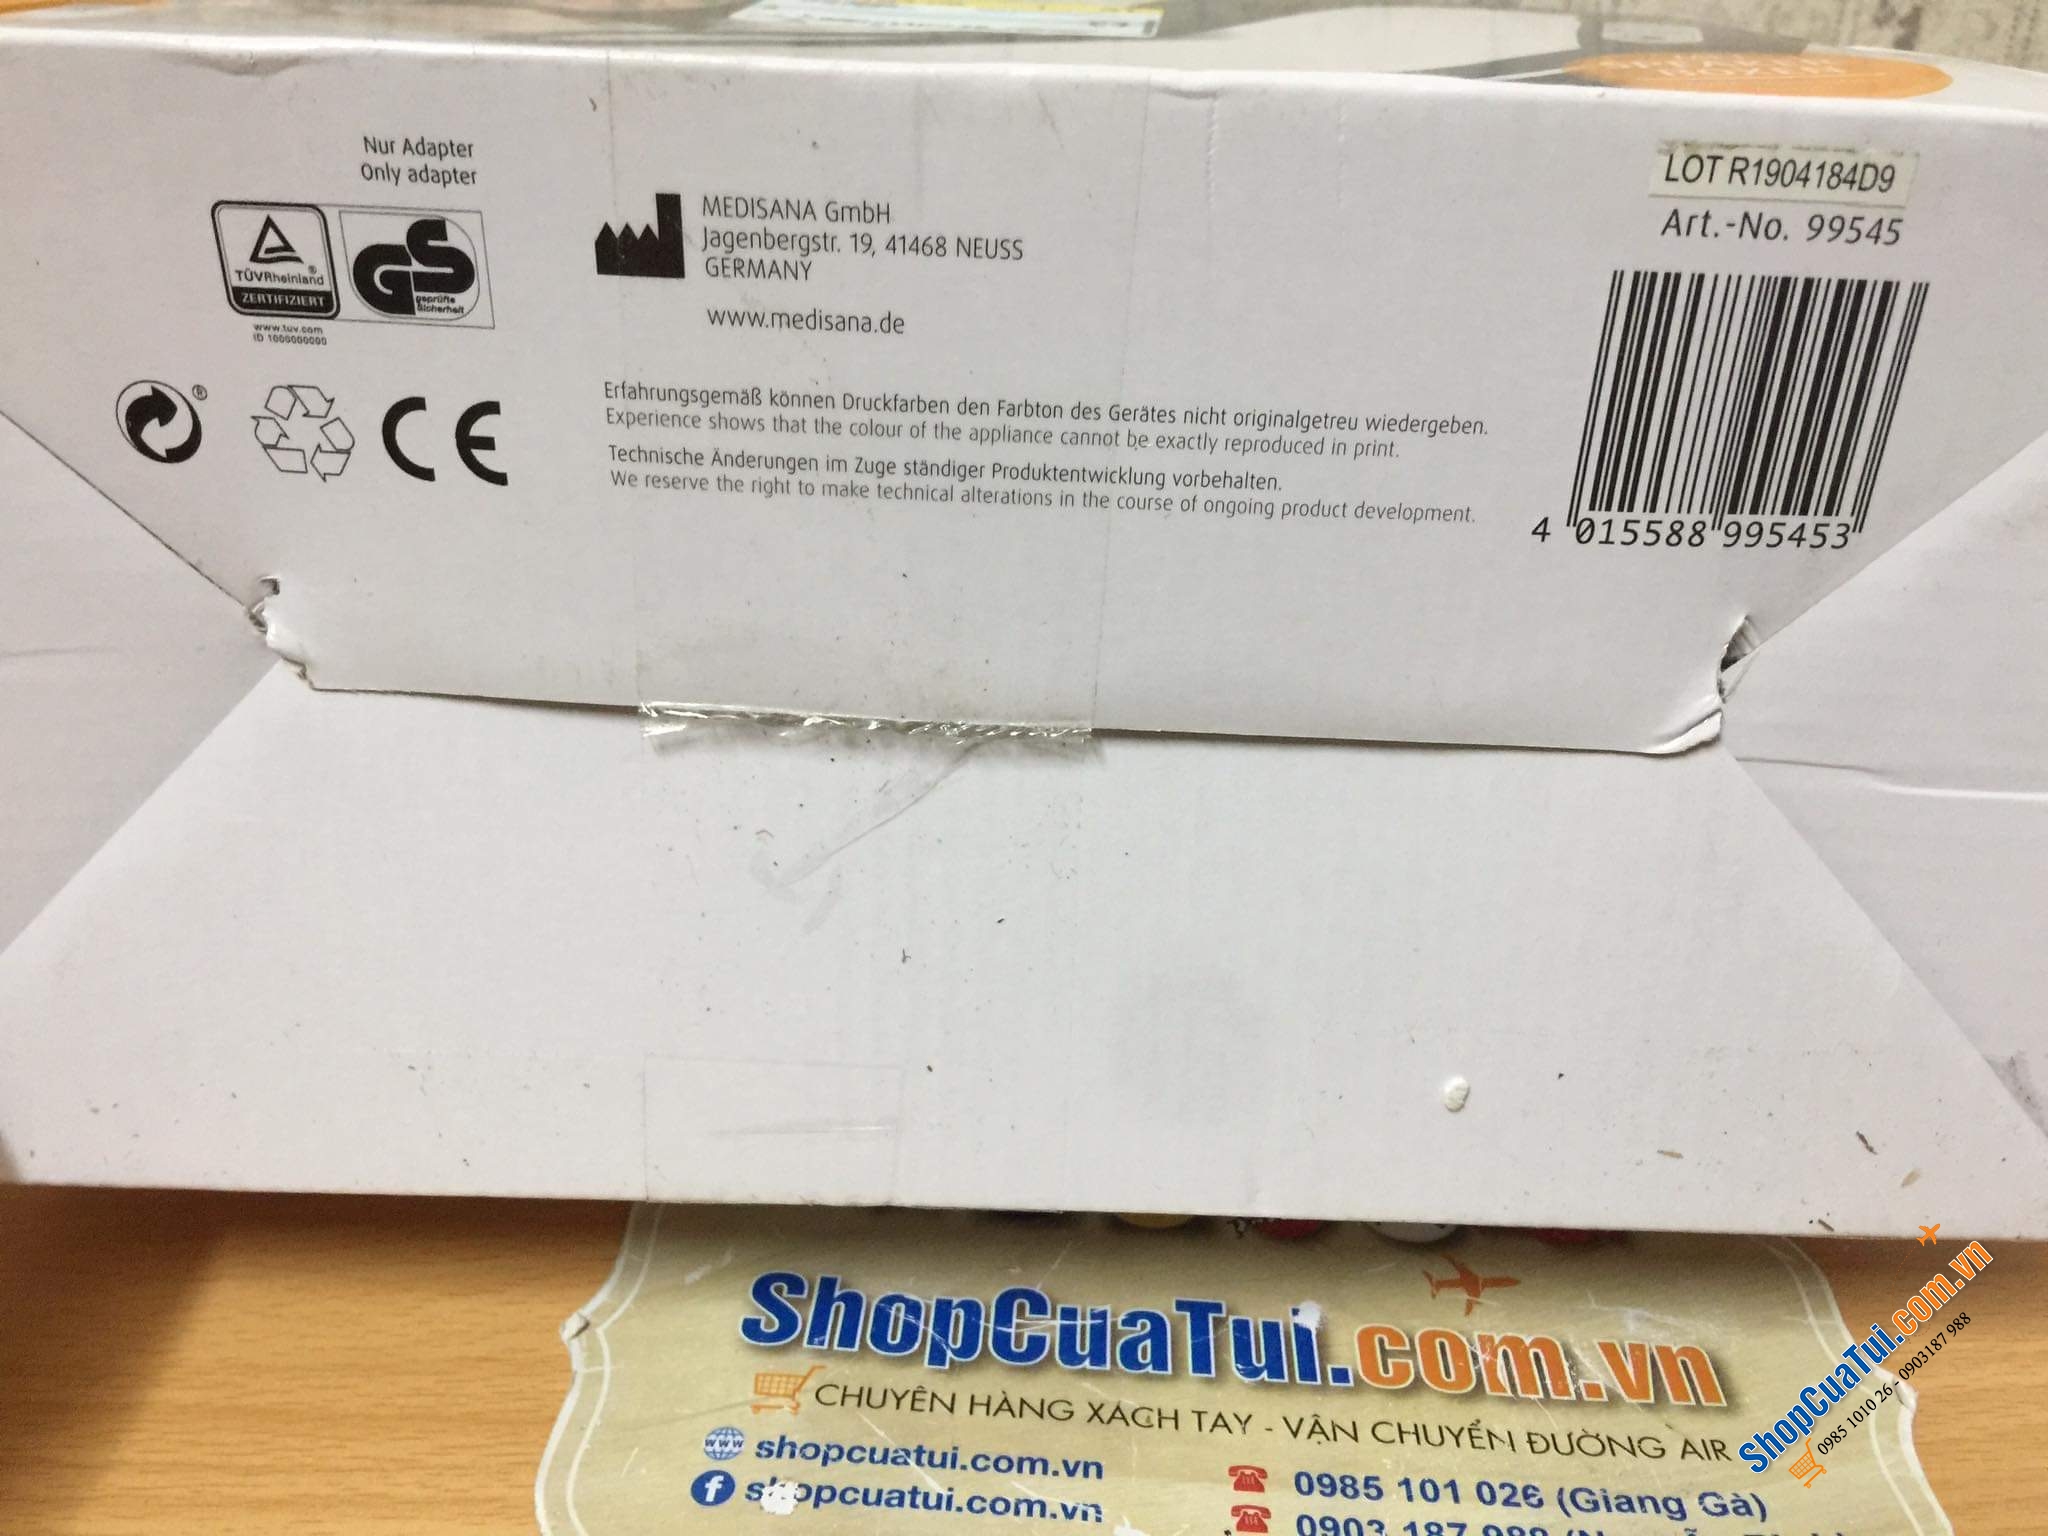 Nur Adapter
Only adapter
TÜVRheinland®
ZERTIFIZIERT
GS
geprüfte
Sicherheit
www.tuv.com
ID 1000000000
®
CE
MEDISANA GmbH
Jagenbergstr. 19, 41468 NEUSS
GERMANY
www.medisana.de
Erfahrungsgemäß können Druckfarben den Farbton des Gerätes nicht originalgetreu wiedergeben.
Experience shows that the colour of the appliance cannot be exactly reproduced in print.
Technische Änderungen im Zuge ständiger Produktentwicklung vorbehalten.
We reserve the right to make technical alterations in the course of ongoing product development.
LOT R1904184D9
Art.-No. 99545
4 015588 995453
ShopCuaTui.com.vn
CHUYÊN HÀNG XÁCH TAY - VẬN CHUYỂN ĐƯỜNG AIR
www shopcuatui.com.vn
f shopcuatui.com.vn
0985 101 026 (Giang Gà)
0903 187 988
ShopCuaTui.com.vn
0985 1010 26 - 0903187 988